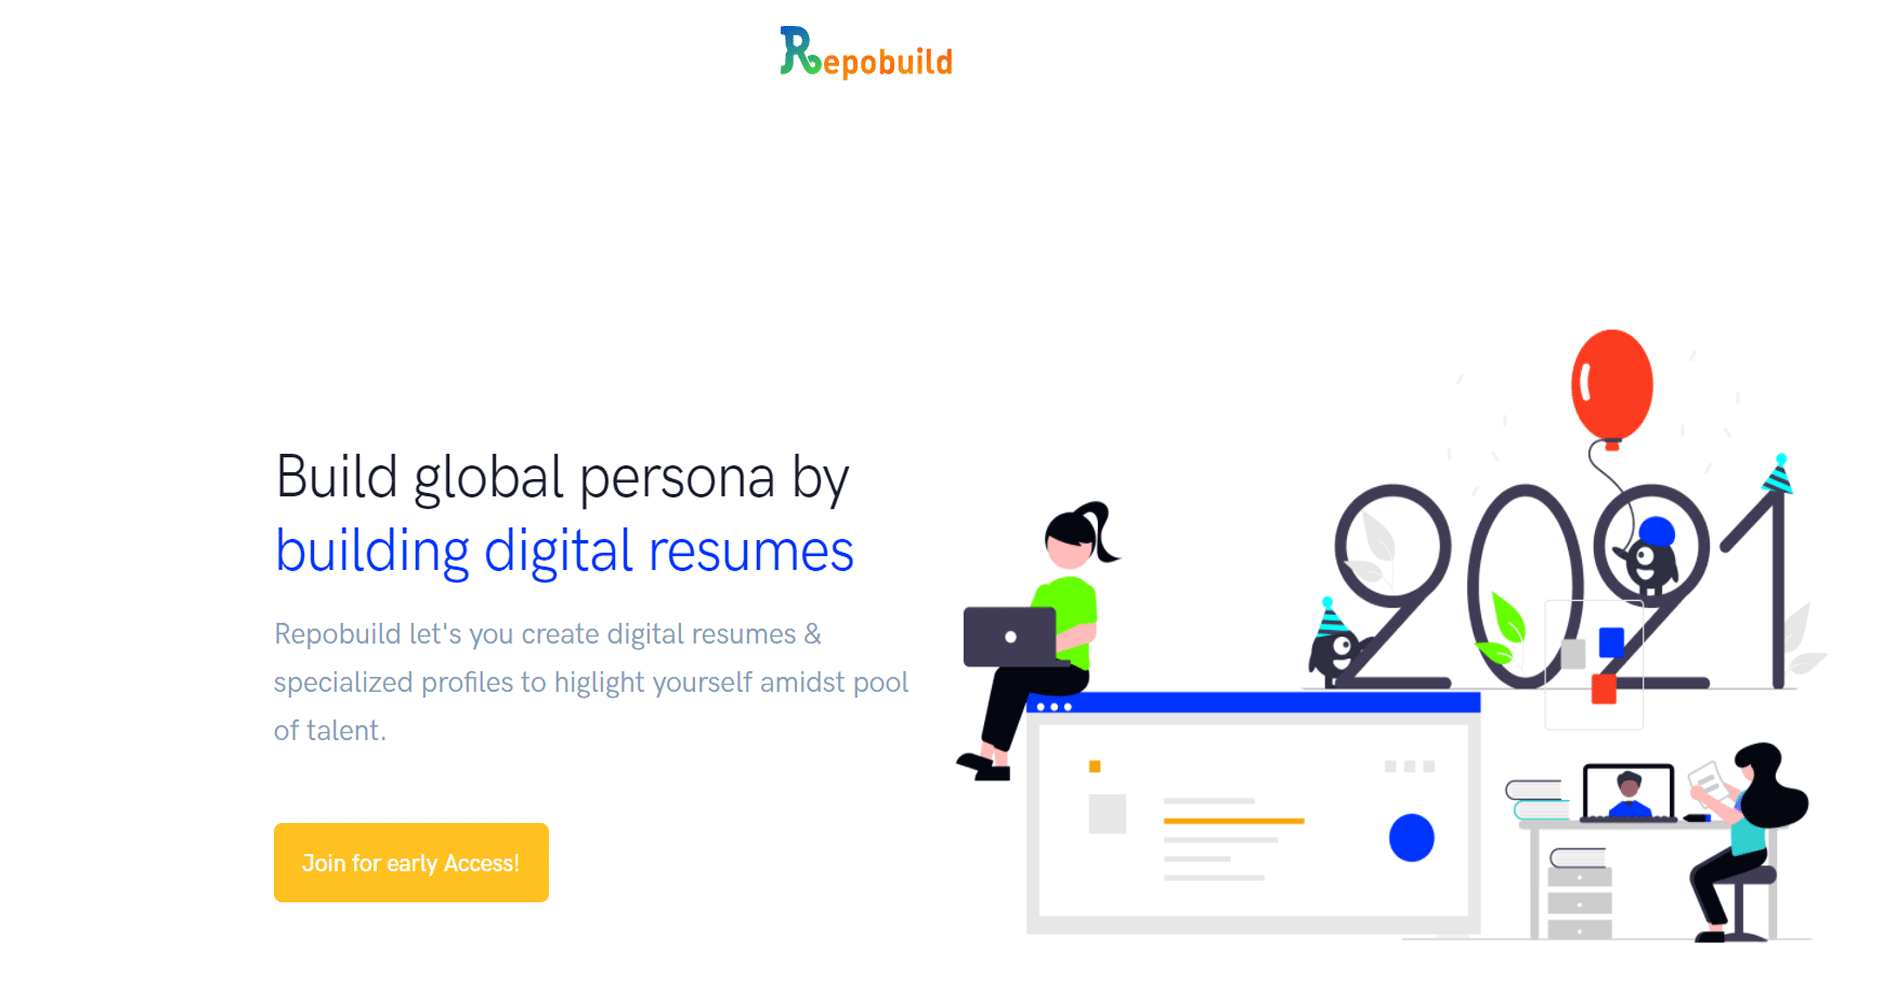 Repobuild
Build global persona by
building digital resumes
Repobuild let's you create digital resumes &
specialized profiles to higlight yourself amidst pool
of talent.
Join for early Access!
2021